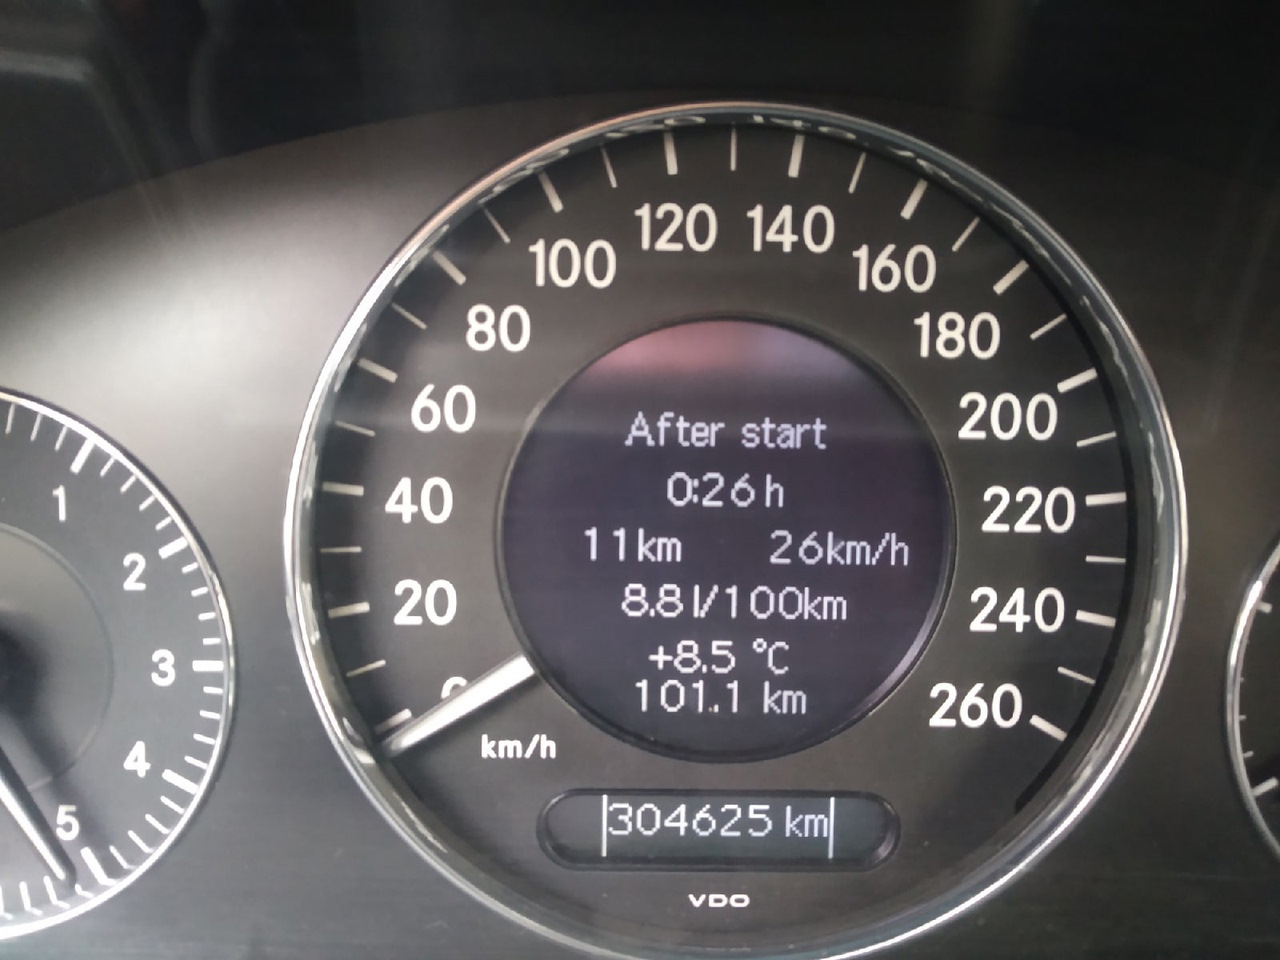 120 140
100 160
80 180
60 200
40 220
20 240
260
km/h
After start
0:26 h
11km 26km/h
8.8 l/100km
+8.5 °C
101.1 km
304625 km
VDO
1
2
3
4
5